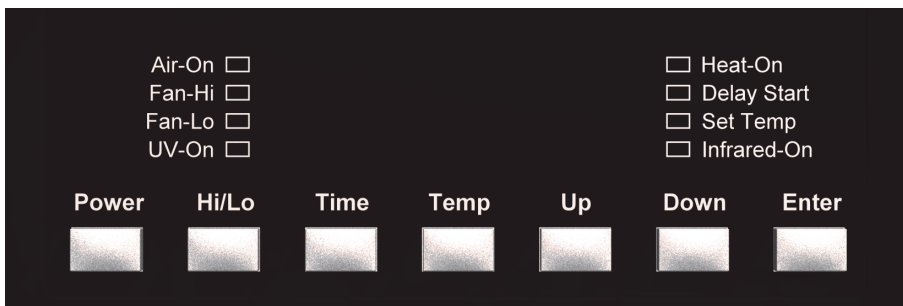 Air-On
Fan-Hi
Fan-Lo
UV-On
Heat-On
Delay Start
Set Temp
Infrared-On
Power Hi/Lo Time Temp Up Down Enter